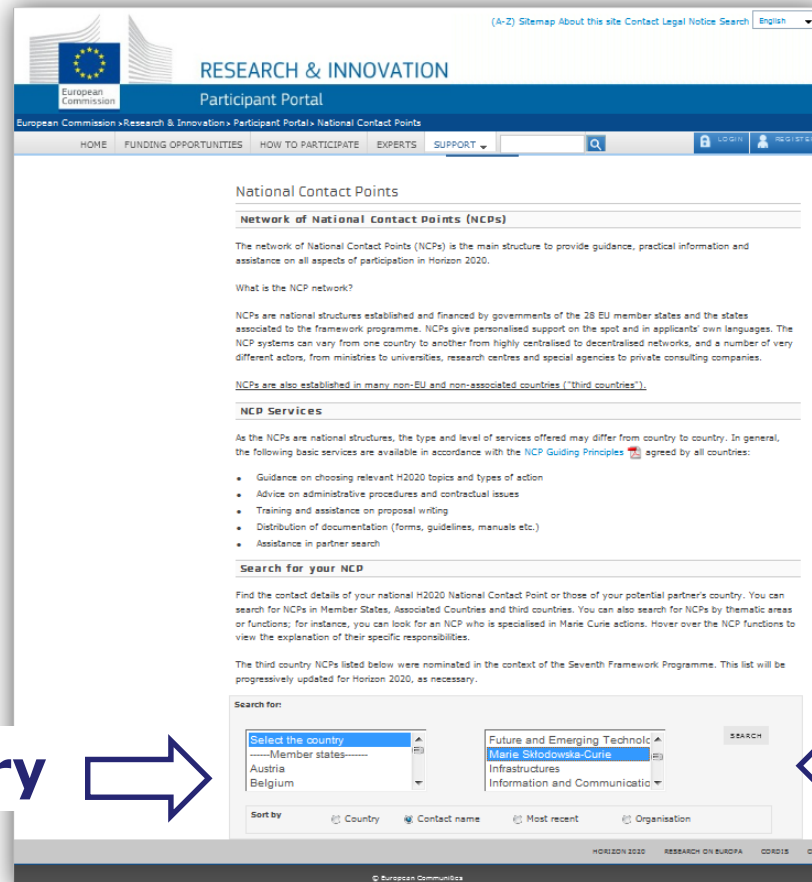 (A-Z) Sitemap About this site Contact Legal Notice Search English
European
Commission
RESEARCH & INNOVATION
Participant Portal
European Commission >Research & Innovation> Participant Portal> National Contact Points
HOME FUNDING OPPORTUNITIES HOW TO PARTICIPATE EXPERTS SUPPORT LOGIN REGISTER
National Contact Points
Network of National Contact Points (NCPs)
The network of National Contact Points (NCPs) is the main structure to provide guidance, practical information and
assistance on all aspects of participation in Horizon 2020.
What is the NCP network?
NCPs are national structures established and financed by governments of the 28 EU member states and the states
associated to the framework programme. NCPs give personalised support on the spot and in applicants' own languages. The
NCP systems can vary from one country to another from highly centralised to decentralised networks, and a number of very
different actors, from ministries to universities, research centres and special agencies to private consulting companies.
NCPs are also established in many non-EU and non-associated countries ("third countries").
NCP Services
As the NCPs are national structures, the type and level of services offered may differ from country to country. In general,
the following basic services are available in accordance with the NCP Guiding Principles agreed by all countries:
• Guidance on choosing relevant H2020 topics and types of action
• Advice on administrative procedures and contractual issues
• Training and assistance on proposal writing
• Distribution of documentation (forms, guidelines, manuals etc.)
• Assistance in partner search
Search for your NCP
Find the contact details of your national H2020 National Contact Point or those of your potential partner's country. You can
search for NCPs in Member States, Associated Countries and third countries. You can also search for NCPs by thematic areas
or functions; for instance, you can look for an NCP who is specialised in Marie Curie actions. Hover over the NCP functions to
view the explanation of their specific responsibilities.
The third country NCPs listed below were nominated in the context of the Seventh Framework Programme. This list will be
progressively updated for Horizon 2020, as necessary.
Search for:
Select the country
------Member states-------
Austria
Belgium
Future and Emerging Technolo
Marie Skłodowska-Curie
Infrastructures
Information and Communicatio
SEARCH
ry
Sort by Country Contact name Most recent Organisation
HORIZON 2020 RESEARCH ON EUROPA CORDIS
© European Communities